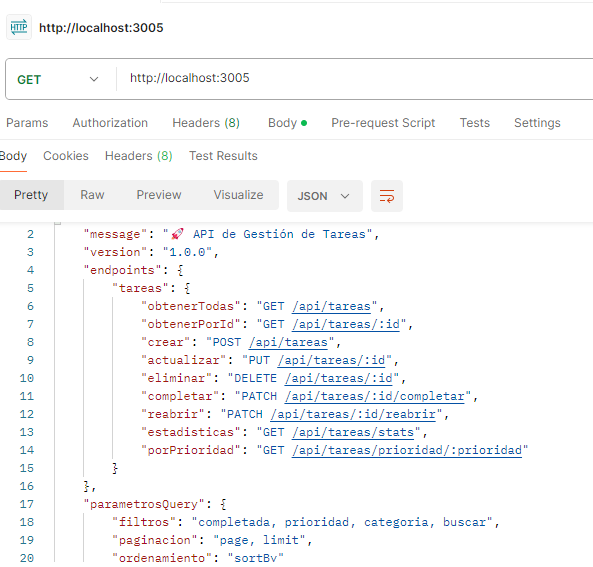 HTTP http://localhost:3005
GET http://localhost:3005
Params Authorization Headers (8) Body Pre-request Script Tests Settings
Body Cookies Headers (8) Test Results
Pretty Raw Preview Visualize JSON
2 "message": "🚀 API de Gestión de Tareas",
3 "version": "1.0.0",
4 "endpoints": {
5 "tareas": {
6 "obtenerTodas": "GET /api/tareas",
7 "obtenerPorId": "GET /api/tareas/:id",
8 "crear": "POST /api/tareas",
9 "actualizar": "PUT /api/tareas/:id",
10 "eliminar": "DELETE /api/tareas/:id",
11 "completar": "PATCH /api/tareas/:id/completar",
12 "reabrir": "PATCH /api/tareas/:id/reabrir",
13 "estadisticas": "GET /api/tareas/stats",
14 "porPrioridad": "GET /api/tareas/prioridad/:prioridad"
15 }
16 },
17 "parametrosQuery": {
18 "filtros": "completada, prioridad, categoria, buscar",
19 "paginacion": "page, limit",
20 "ordenamiento": "sortBy"